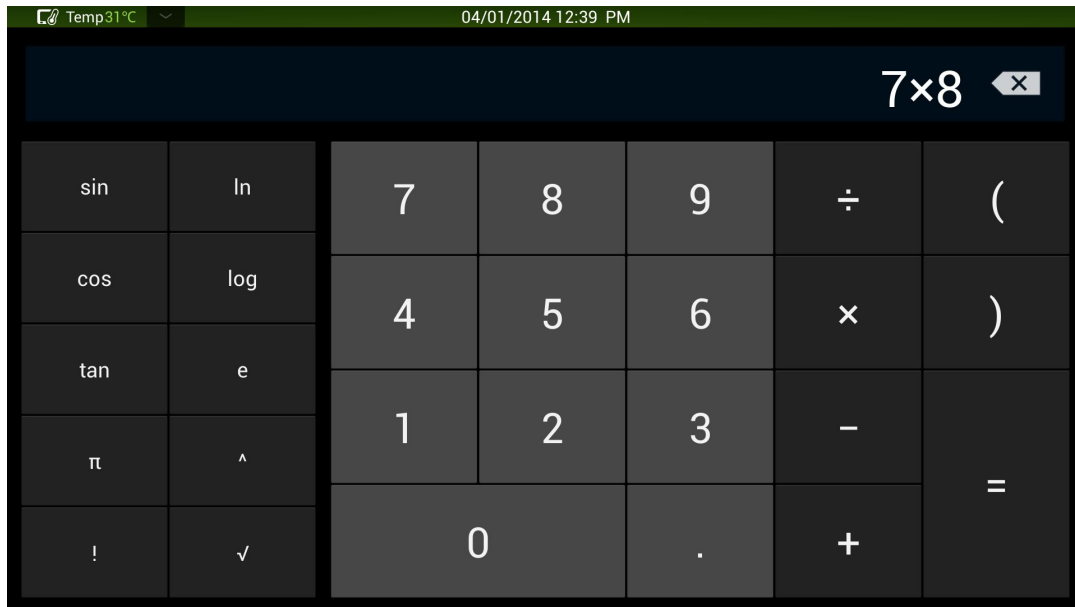 Temp31°C 04/01/2014 12:39 PM
7×8
sin ln 7 8 9 ÷ (
cos log 4 5 6 × )
tan e 1 2 3 −
π ^ =
! √ 0 . +